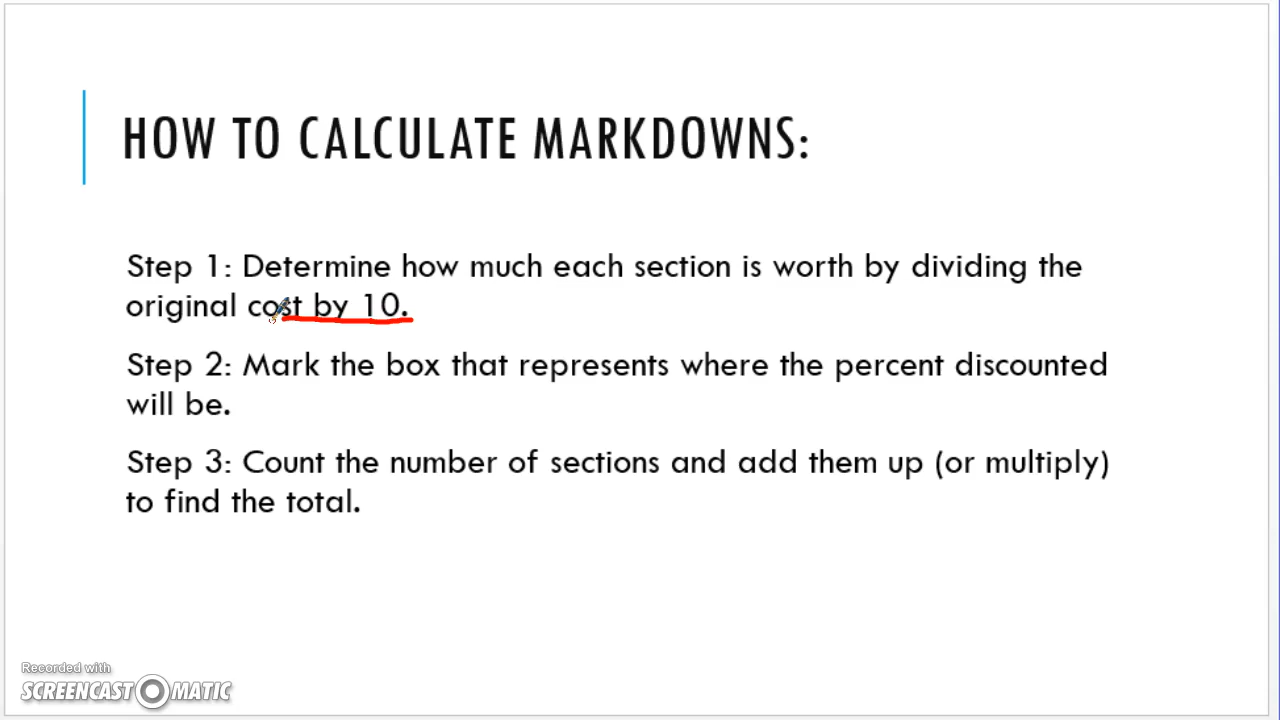 HOW TO CALCULATE MARKDOWNS:
Step 1: Determine how much each section is worth by dividing the
original cost by 10.
Step 2: Mark the box that represents where the percent discounted
will be.
Step 3: Count the number of sections and add them up (or multiply)
to find the total.
Recorded with
SCREENCAST-O-MATIC